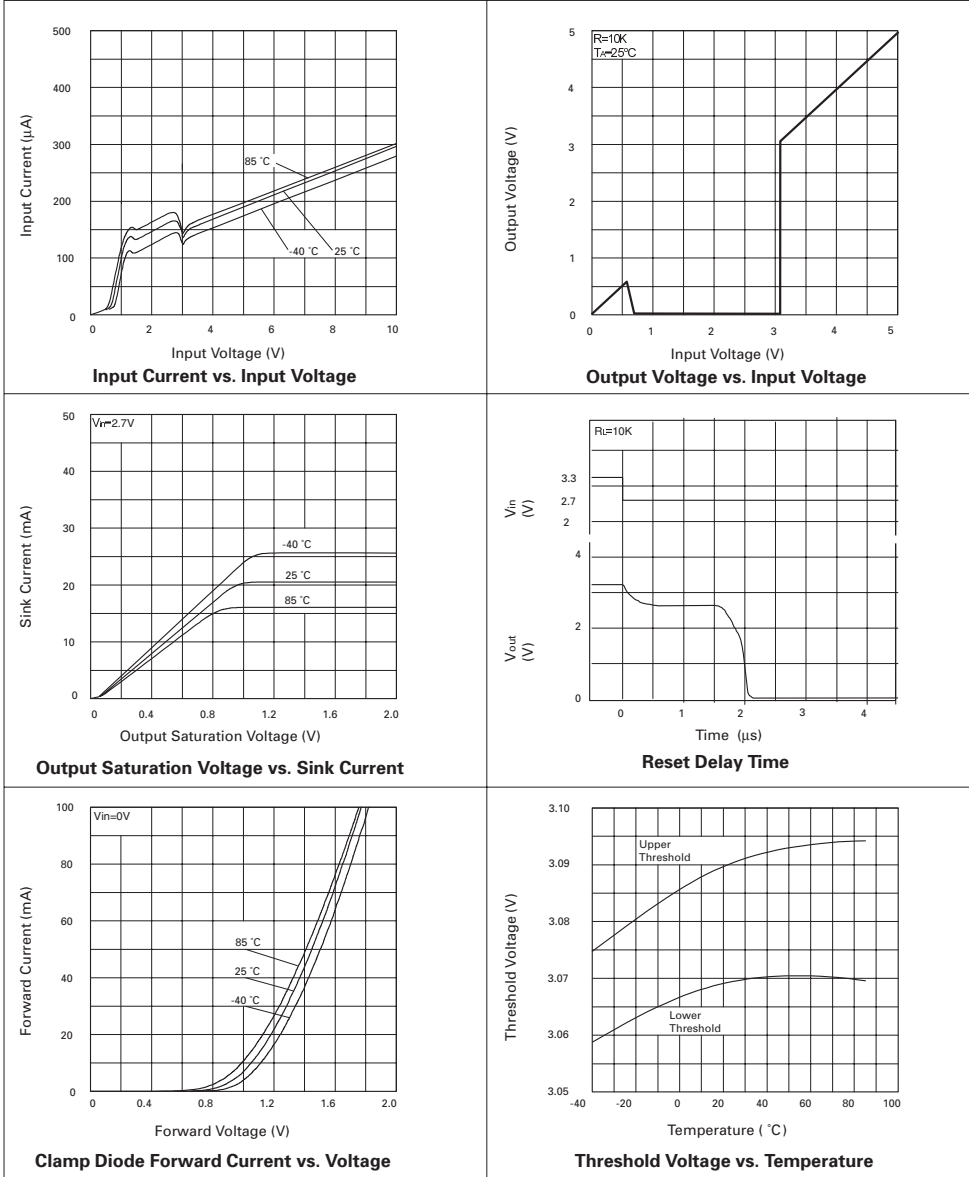 500
400
300
200
100
0
0 2 4 6 8 10
Input Current (μA)
85 ˚C
-40 ˚C
25 ˚C
Input Voltage (V)
Input Current vs. Input Voltage
R=10K
TA=25ºC
5
4
3
2
1
0
0 1 2 3 4 5
Output Voltage (V)
Input Voltage (V)
Output Voltage vs. Input Voltage
Vin=2.7V
50
40
30
20
10
0
0 0.4 0.8 1.2 1.6 2.0
Sink Current (mA)
-40 ˚C
25 ˚C
85 ˚C
Output Saturation Voltage (V)
Output Saturation Voltage vs. Sink Current
RL=10K
3.3
2.7
2
Vin
(V)
4
2
0
Vout
(V)
0 1 2 3 4
Time (μs)
Reset Delay Time
Vin=0V
100
80
60
40
20
0
0 0.4 0.8 1.2 1.6 2.0
Forward Current (mA)
85 ˚C
25 ˚C
-40 ˚C
Forward Voltage (V)
Clamp Diode Forward Current vs. Voltage
3.10
3.09
3.08
3.07
3.06
3.05
-40 -20 0 20 40 60 80 100
Threshold Voltage (V)
Upper
Threshold
Lower
Threshold
Temperature ( ˚C)
Threshold Voltage vs. Temperature